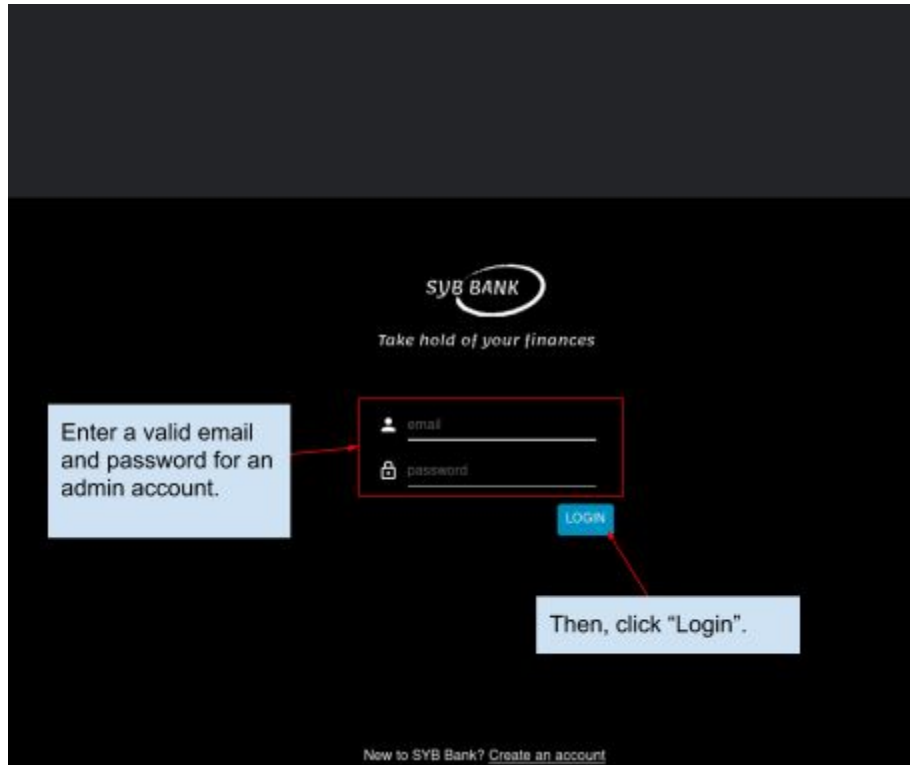 SYB BANK
Take hold of your finances
Enter a valid email
and password for an
admin account.
email
password
LOGIN
Then, click “Login”.
New to SYB Bank? Create an account